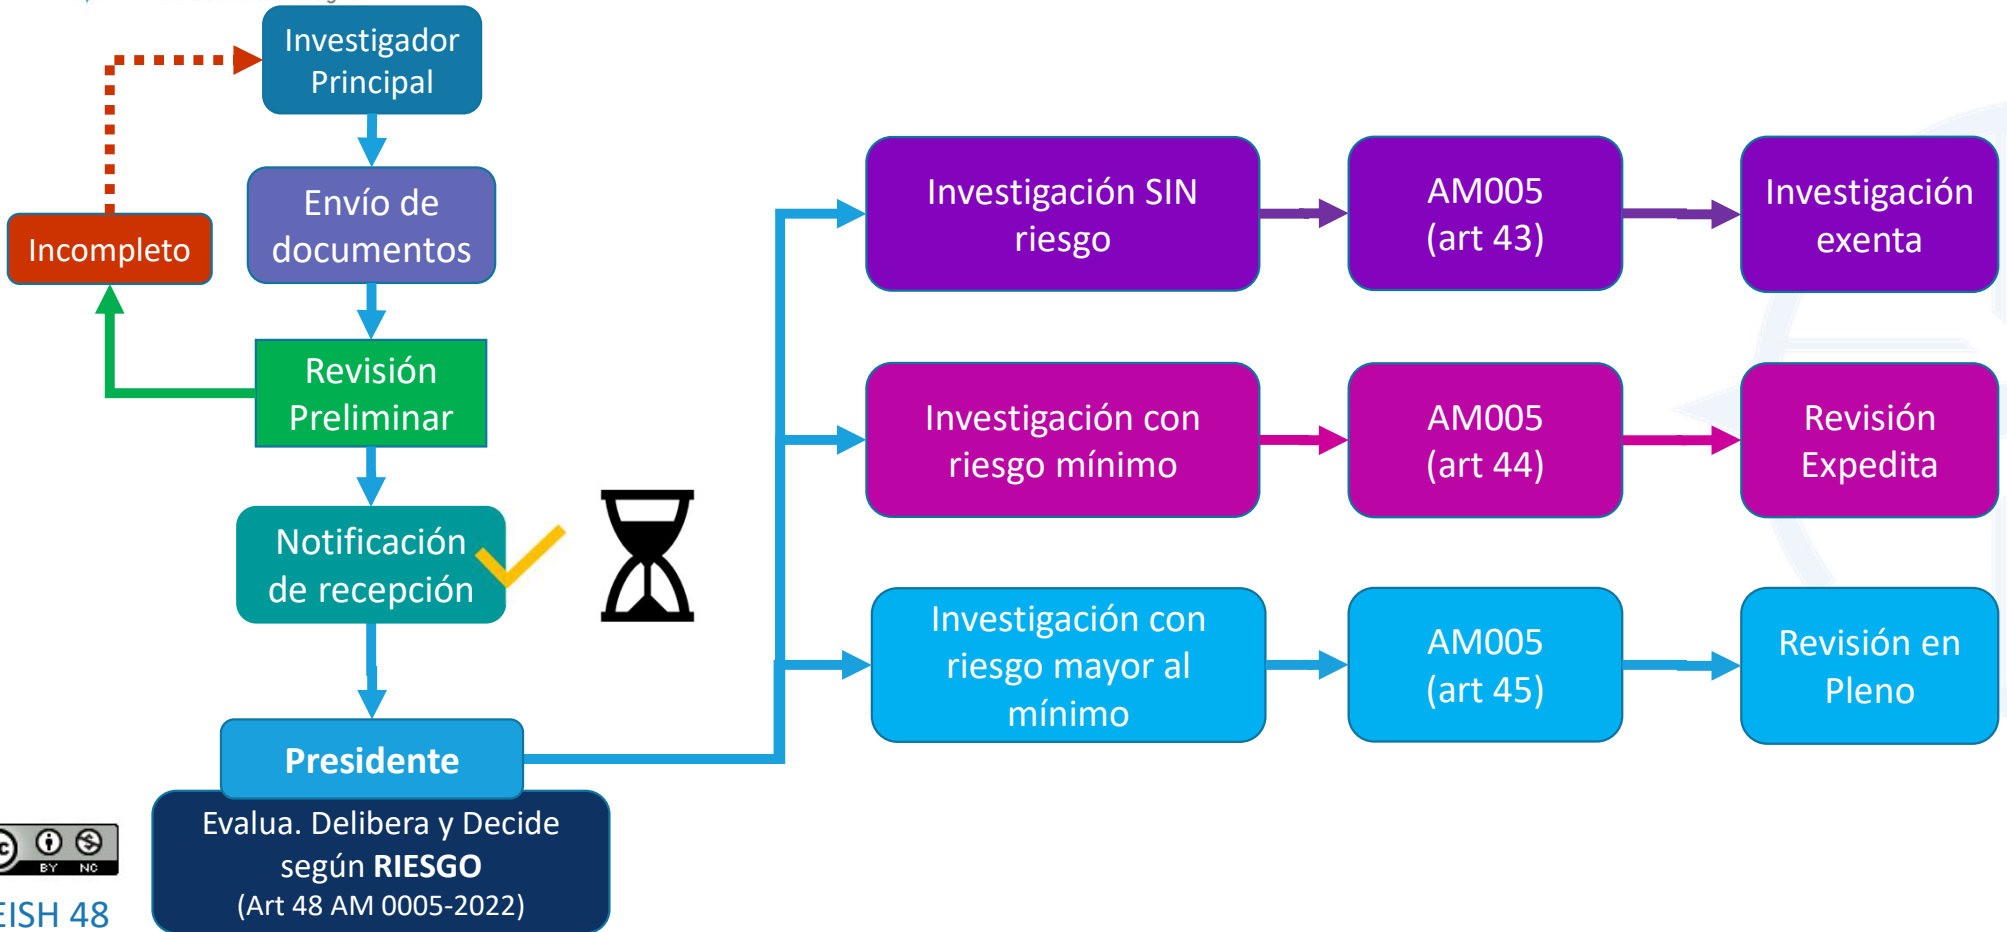 Investigador
Principal
Envío de
documentos
Incompleto
Revisión
Preliminar
Notificación
de recepción
Presidente
Evalua. Delibera y Decide
según RIESGO
(Art 48 AM 0005-2022)
Investigación SIN
riesgo
AM005
(art 43)
Investigación
exenta
Investigación con
riesgo mínimo
AM005
(art 44)
Revisión
Expedita
Investigación con
riesgo mayor al
mínimo
AM005
(art 45)
Revisión en
Pleno
BY NC
EISH 48